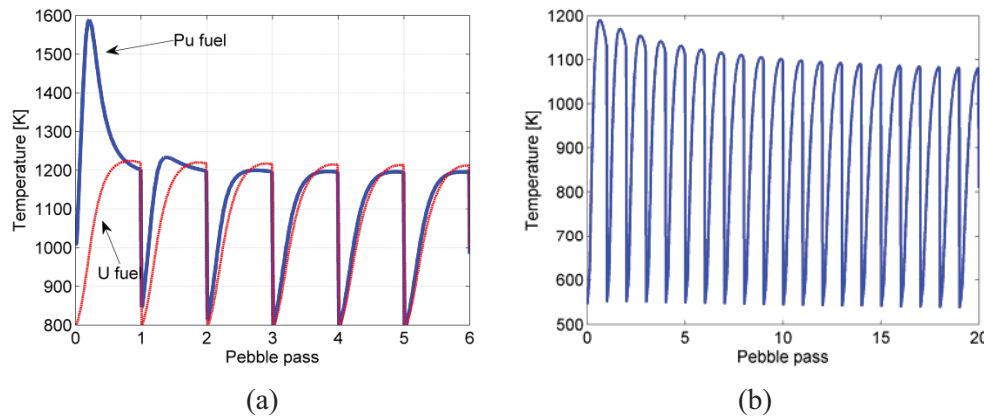 1600
1500
1400
1300
1200
1100
1000
900
800
Temperature [K]
Pu fuel
U fuel
0 1 2 3 4 5 6
Pebble pass
(a)
1200
1100
1000
900
800
700
600
500
Temperature [K]
0 5 10 15 20
Pebble pass
(b)